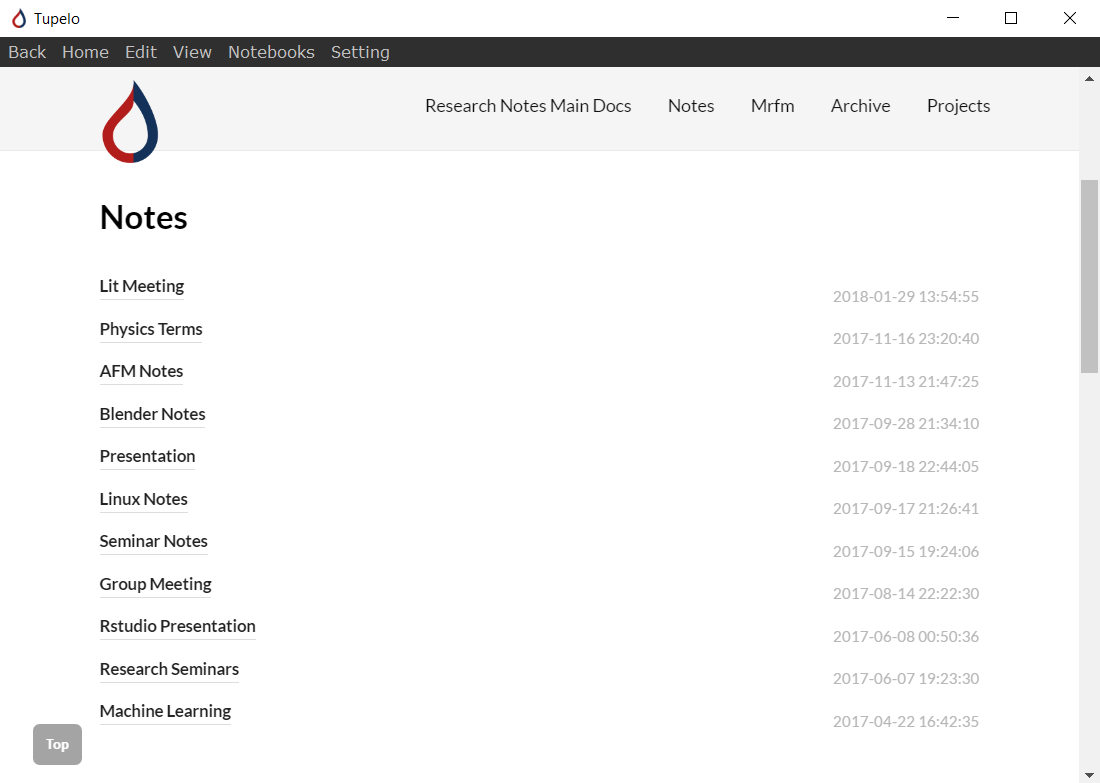 Tupelo
Back Home Edit View Notebooks Setting
Research Notes Main Docs Notes Mrfm Archive Projects
Notes
Lit Meeting 2018-01-29 13:54:55
Physics Terms 2017-11-16 23:20:40
AFM Notes 2017-11-13 21:47:25
Blender Notes 2017-09-28 21:34:10
Presentation 2017-09-18 22:44:05
Linux Notes 2017-09-17 21:26:41
Seminar Notes 2017-09-15 19:24:06
Group Meeting 2017-08-14 22:22:30
Rstudio Presentation 2017-06-08 00:50:36
Research Seminars 2017-06-07 19:23:30
Machine Learning 2017-04-22 16:42:35
Top